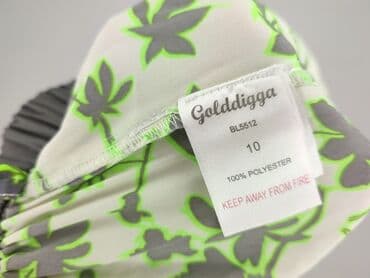 Golddigga
BL5512
10
100% POLYESTER
KEEP AWAY FROM FIRE